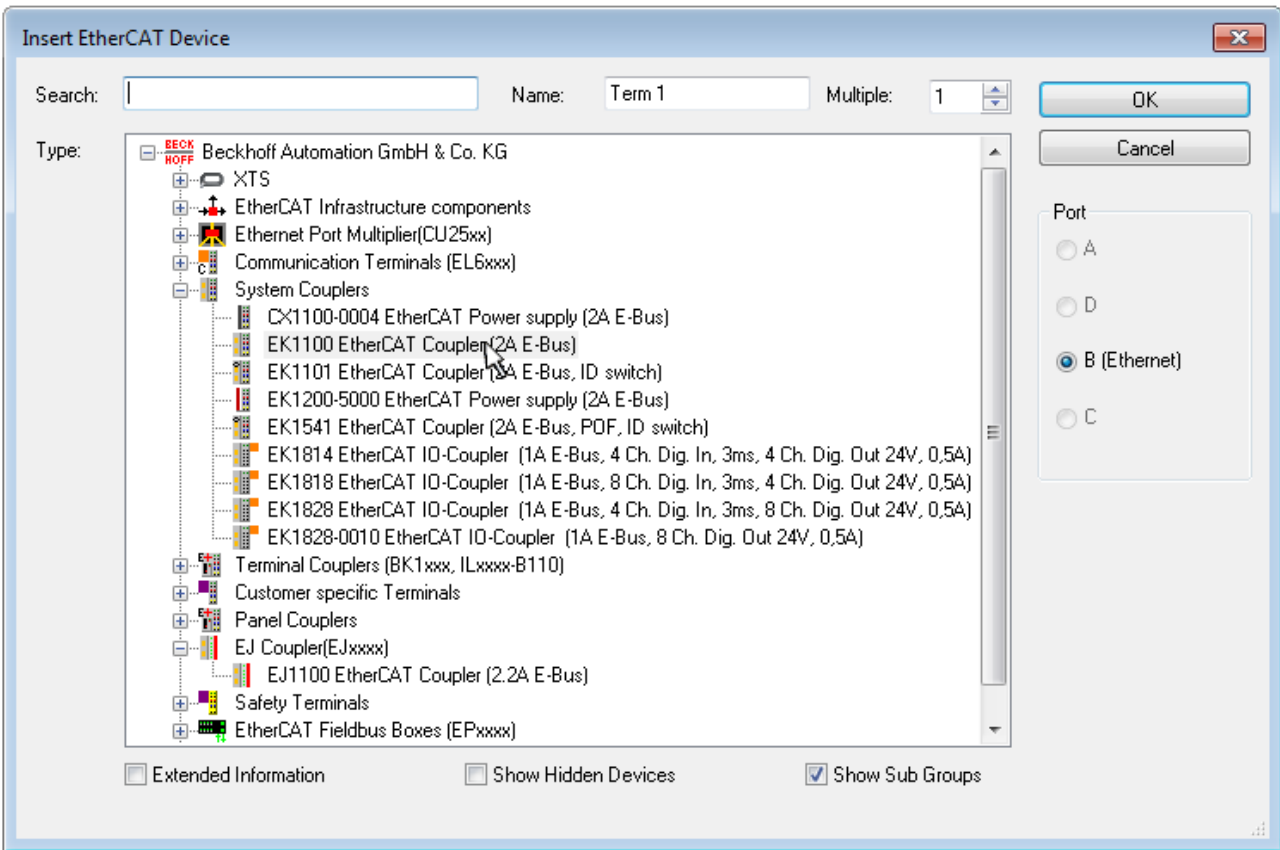 Insert EtherCAT Device
Search: Name: Term 1 Multiple: 1 OK
Type: BECK HOFF Beckhoff Automation GmbH & Co. KG Cancel
XTS
EtherCAT Infrastructure components
Port
Ethernet Port Multiplier(CU25xx)
A
C Communication Terminals (EL6xxx)
System Couplers
D
CX1100-0004 EtherCAT Power supply (2A E-Bus)
EK1100 EtherCAT Coupler (2A E-Bus)
B (Ethernet)
EK1101 EtherCAT Coupler (2A E-Bus, ID switch)
EK1200-5000 EtherCAT Power supply (2A E-Bus)
C
EK1541 EtherCAT Coupler (2A E-Bus, POF, ID switch)
EK1814 EtherCAT IO-Coupler (1A E-Bus, 4 Ch. Dig. In, 3ms, 4 Ch. Dig. Out 24V, 0,5A)
EK1818 EtherCAT IO-Coupler (1A E-Bus, 8 Ch. Dig. In, 3ms, 4 Ch. Dig. Out 24V, 0,5A)
EK1828 EtherCAT IO-Coupler (1A E-Bus, 4 Ch. Dig. In, 3ms, 8 Ch. Dig. Out 24V, 0,5A)
EK1828-0010 EtherCAT IO-Coupler (1A E-Bus, 8 Ch. Dig. Out 24V, 0,5A)
Terminal Couplers (BK1xxx, ILxxxx-B110)
Customer specific Terminals
Panel Couplers
EJ Coupler(EJxxxx)
EJ1100 EtherCAT Coupler (2.2A E-Bus)
Safety Terminals
EtherCAT Fieldbus Boxes (EPxxxx)
Extended Information Show Hidden Devices Show Sub Groups